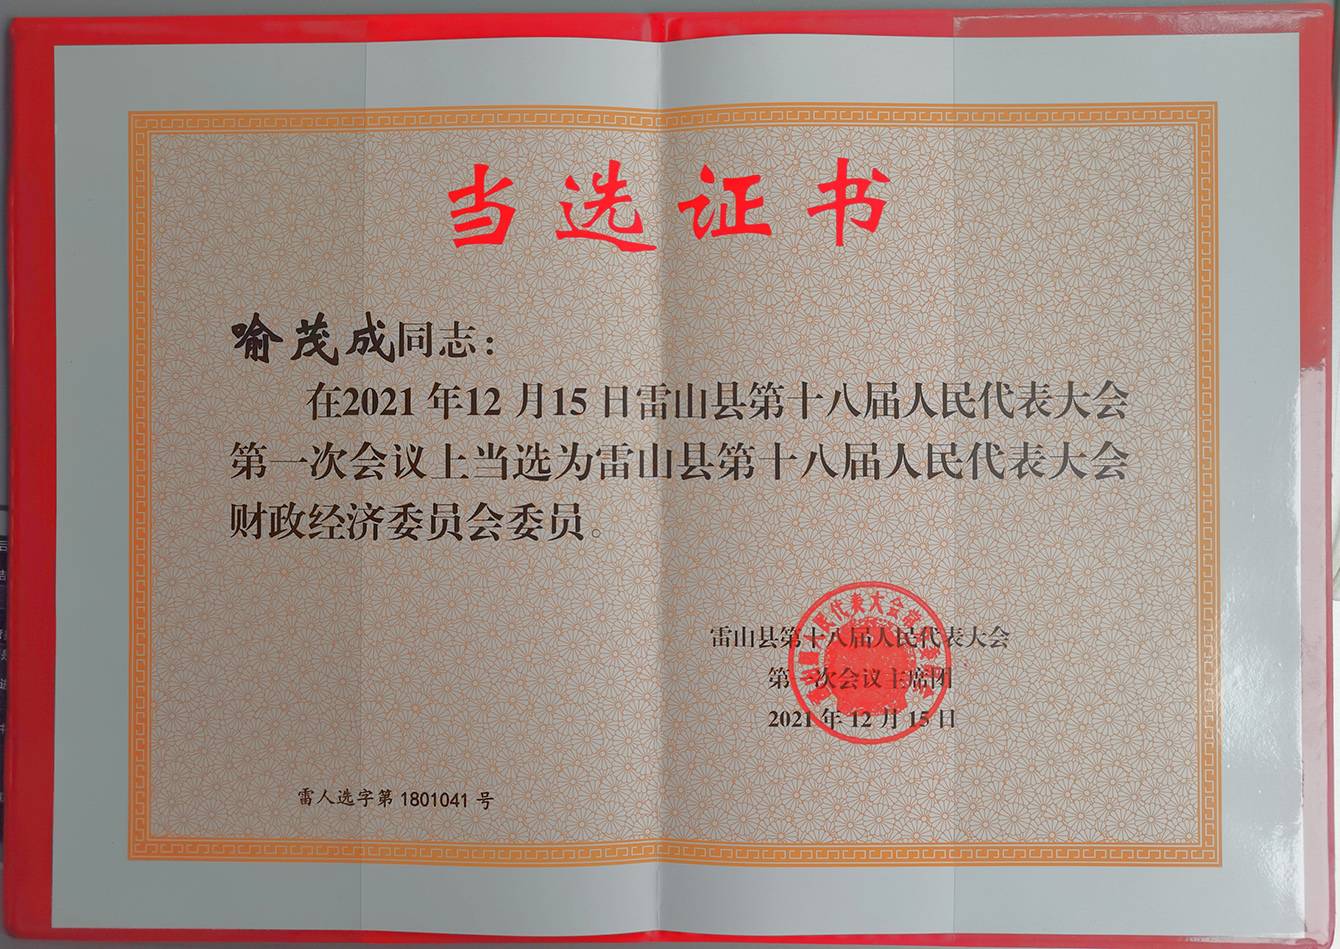 当选证书
喻茂成同志：
在2021年12月15日雷山县第十八届人民代表大会
第一次会议上当选为雷山县第十八届人民代表大会
财政经济委员会委员。
雷山县第十八届人民代表大会
第一次会议主席团
2021年12月15日
雷人选字第1801041号